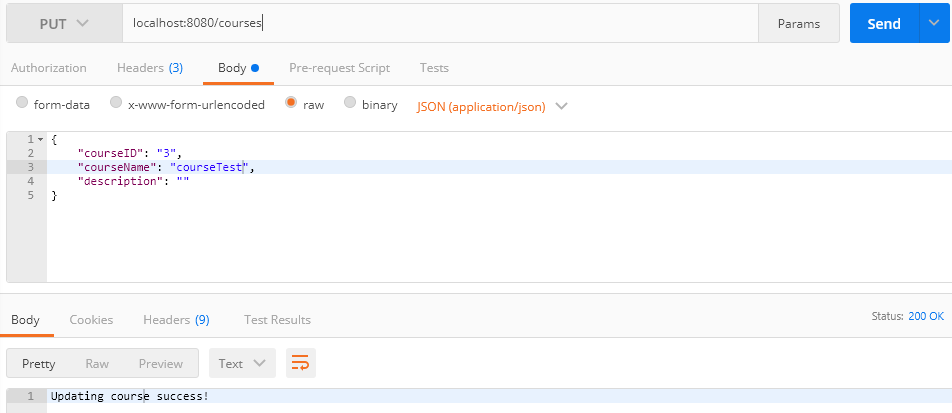 PUT localhost:8080/courses Params Send
Authorization Headers (3) Body Pre-request Script Tests
form-data x-www-form-urlencoded raw binary JSON (application/json)
1 {
2 "courseID": "3",
3 "courseName": "courseTest",
4 "description": ""
5 }
Body Cookies Headers (9) Test Results Status: 200 OK
Pretty Raw Preview Text
1 Updating course success!